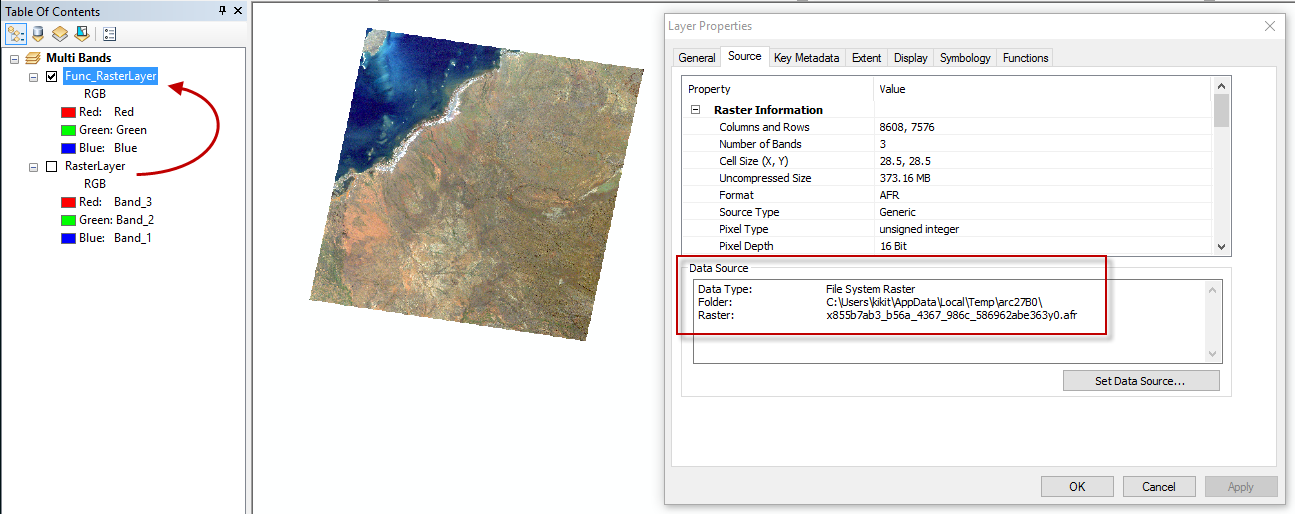 Table Of Contents
Multi Bands
Func_RasterLayer
RGB
Red: Red
Green: Green
Blue: Blue
RasterLayer
RGB
Red: Band_3
Green: Band_2
Blue: Band_1
Layer Properties
General Source Key Metadata Extent Display Symbology Functions
Property Value
Raster Information
Columns and Rows 8608, 7576
Number of Bands 3
Cell Size (X, Y) 28.5, 28.5
Uncompressed Size 373.16 MB
Format AFR
Source Type Generic
Pixel Type unsigned integer
Pixel Depth 16 Bit
Data Source
Data Type: File System Raster
Folder: C:\Users\kikit\AppData\Local\Temp\arc27B0\
Raster: x855b7ab3_b56a_4367_986c_586962abe363y0.afr
Set Data Source...
OK Cancel Apply